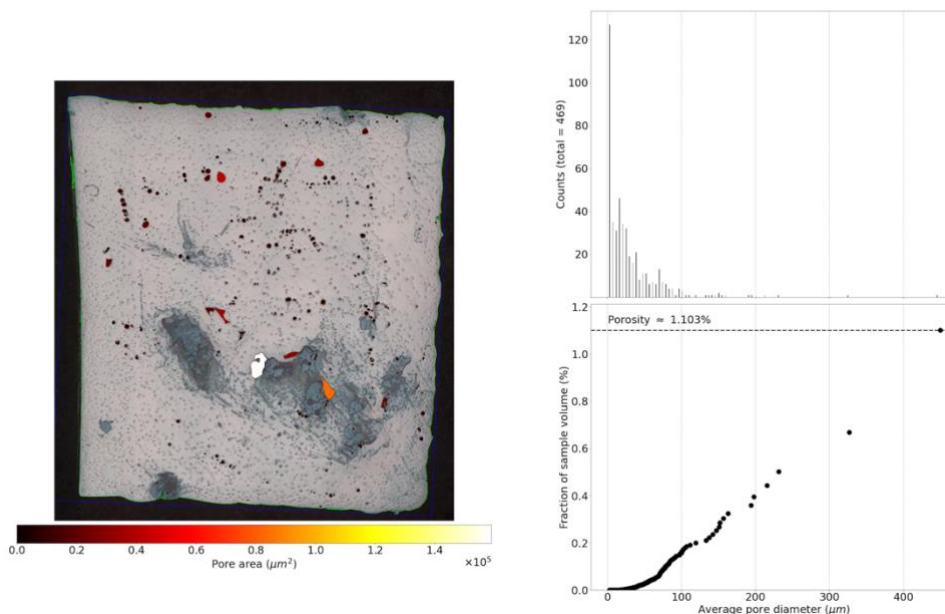 0.0 0.2 0.4 0.6 0.8 1.0 1.2 1.4
×10⁵
Pore area (μm²)
120
100
80
60
40
20
Counts (total = 469)
1.2
1.0
0.8
0.6
0.4
0.2
0.0
Fraction of sample volume (%)
Porosity ≈ 1.103%
0 100 200 300 400
Average pore diameter (μm)